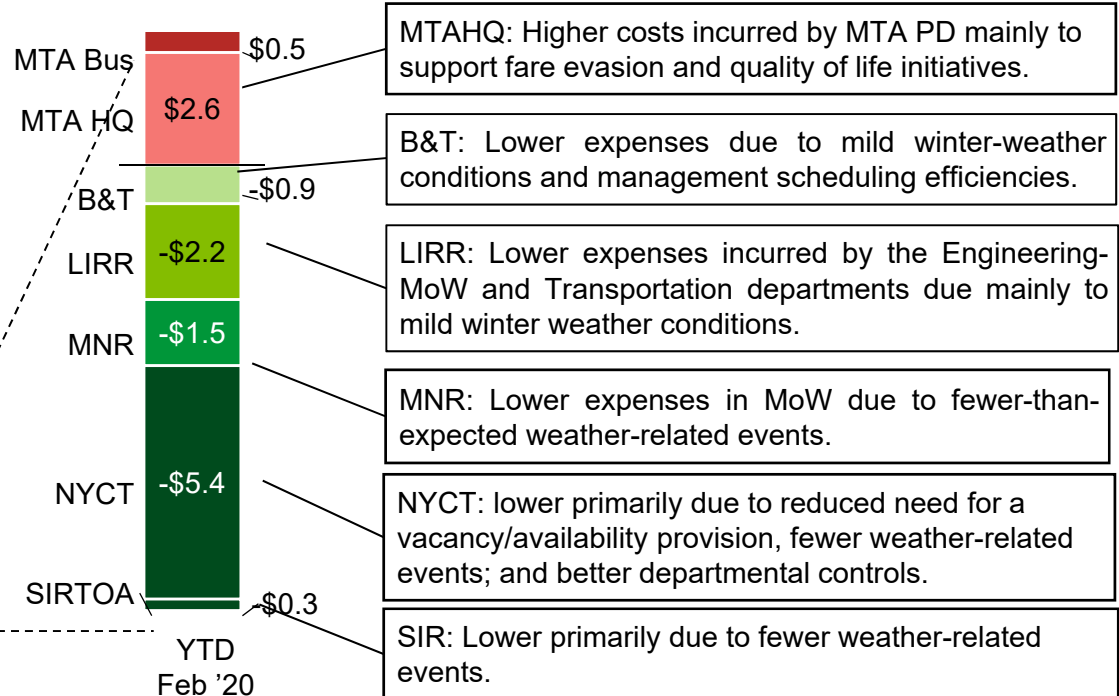 MTA Bus
$0.5
MTA HQ
$2.6
B&T
-$0.9
LIRR
-$2.2
MNR
-$1.5
NYCT
-$5.4
SIRTOA
-$0.3
YTD
Feb ’20
MTAHQ: Higher costs incurred by MTA PD mainly to
support fare evasion and quality of life initiatives.
B&T: Lower expenses due to mild winter-weather
conditions and management scheduling efficiencies.
LIRR: Lower expenses incurred by the Engineering-
MoW and Transportation departments due mainly to
mild winter weather conditions.
MNR: Lower expenses in MoW due to fewer-than-
expected weather-related events.
NYCT: lower primarily due to reduced need for a
vacancy/availability provision, fewer weather-related
events; and better departmental controls.
SIR: Lower primarily due to fewer weather-related
events.